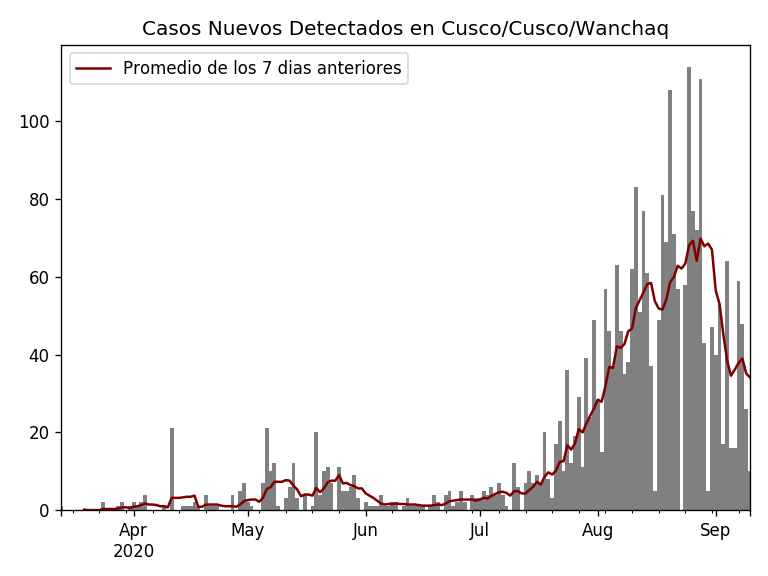 Casos Nuevos Detectados en Cusco/Cusco/Wanchaq
Promedio de los 7 dias anteriores
100
80
60
40
20
0
Apr May Jun Jul Aug Sep
2020